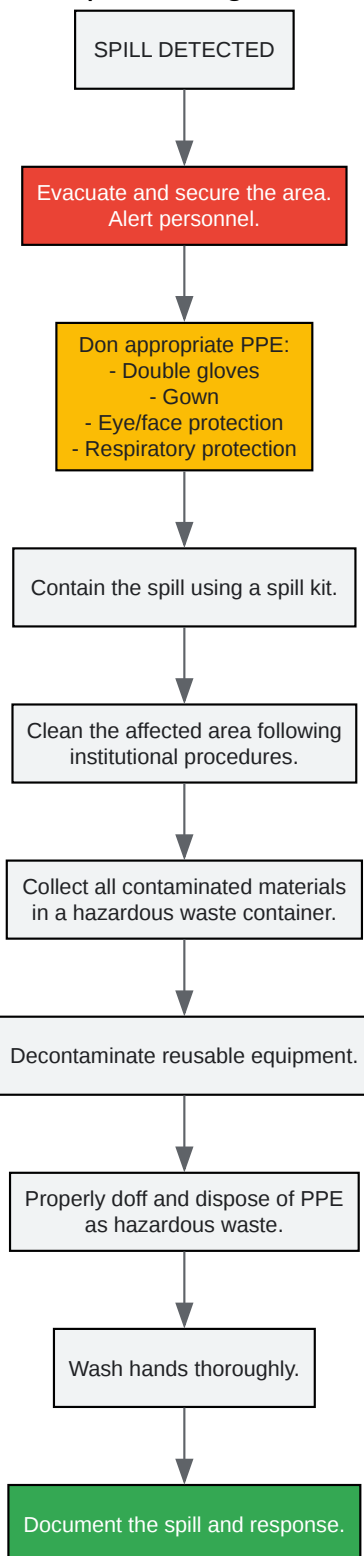 SPILL DETECTED
Evacuate and secure the area.
Alert personnel.
Don appropriate PPE:
- Double gloves
- Gown
- Eye/face protection
- Respiratory protection
Contain the spill using a spill kit.
Clean the affected area following
institutional procedures.
Collect all contaminated materials
in a hazardous waste container.
Decontaminate reusable equipment.
Properly doff and dispose of PPE
as hazardous waste.
Wash hands thoroughly.
Document the spill and response.